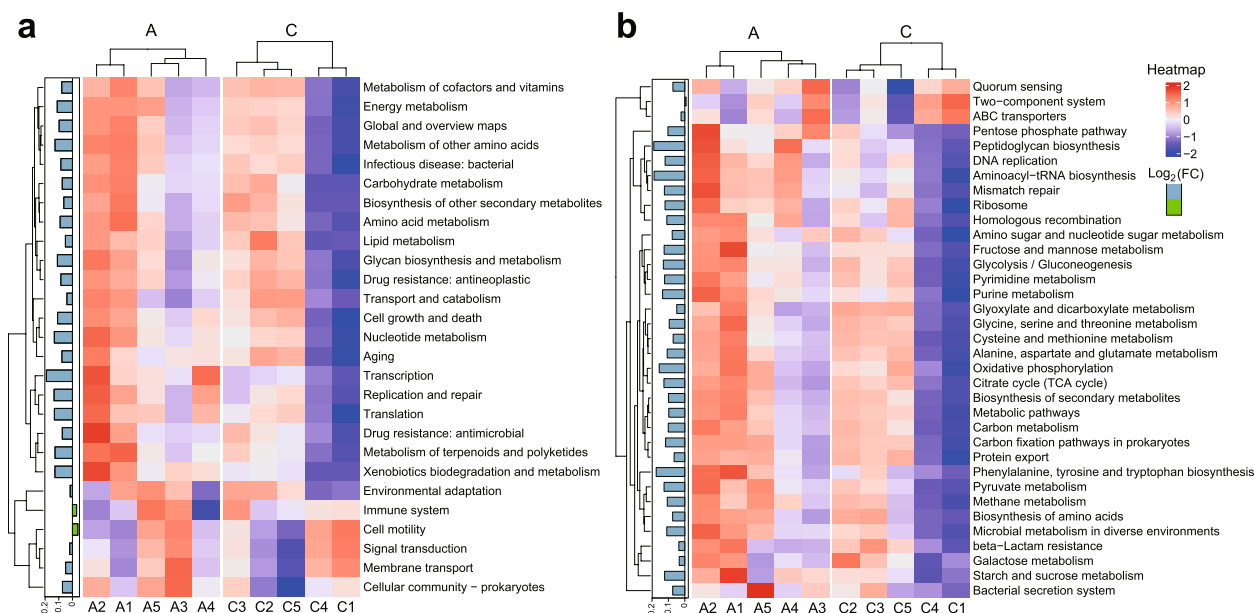 a
A
C
Metabolism of cofactors and vitamins
Energy metabolism
Global and overview maps
Metabolism of other amino acids
Infectious disease: bacterial
Carbohydrate metabolism
Biosynthesis of other secondary metabolites
Amino acid metabolism
Lipid metabolism
Glycan biosynthesis and metabolism
Drug resistance: antineoplastic
Transport and catabolism
Cell growth and death
Nucleotide metabolism
Aging
Transcription
Replication and repair
Translation
Drug resistance: antimicrobial
Metabolism of terpenoids and polyketides
Xenobiotics biodegradation and metabolism
Environmental adaptation
Immune system
Cell motility
Signal transduction
Membrane transport
Cellular community − prokaryotes
0.2 0.1 0
A2 A1 A5 A3 A4 C3 C2 C5 C4 C1
b
A
C
Quorum sensing
Two−component system
ABC transporters
Pentose phosphate pathway
Peptidoglycan biosynthesis
DNA replication
Aminoacyl−tRNA biosynthesis
Mismatch repair
Ribosome
Homologous recombination
Amino sugar and nucleotide sugar metabolism
Fructose and mannose metabolism
Glycolysis / Gluconeogenesis
Pyrimidine metabolism
Purine metabolism
Glyoxylate and dicarboxylate metabolism
Glycine, serine and threonine metabolism
Cysteine and methionine metabolism
Alanine, aspartate and glutamate metabolism
Oxidative phosphorylation
Citrate cycle (TCA cycle)
Biosynthesis of secondary metabolites
Metabolic pathways
Carbon metabolism
Carbon fixation pathways in prokaryotes
Protein export
Phenylalanine, tyrosine and tryptophan biosynthesis
Pyruvate metabolism
Methane metabolism
Biosynthesis of amino acids
Microbial metabolism in diverse environments
beta−Lactam resistance
Galactose metabolism
Starch and sucrose metabolism
Bacterial secretion system
0.2 0.1 0
A2 A1 A5 A4 A3 C2 C3 C5 C4 C1
Heatmap
2
1
0
−1
−2
Log2(FC)